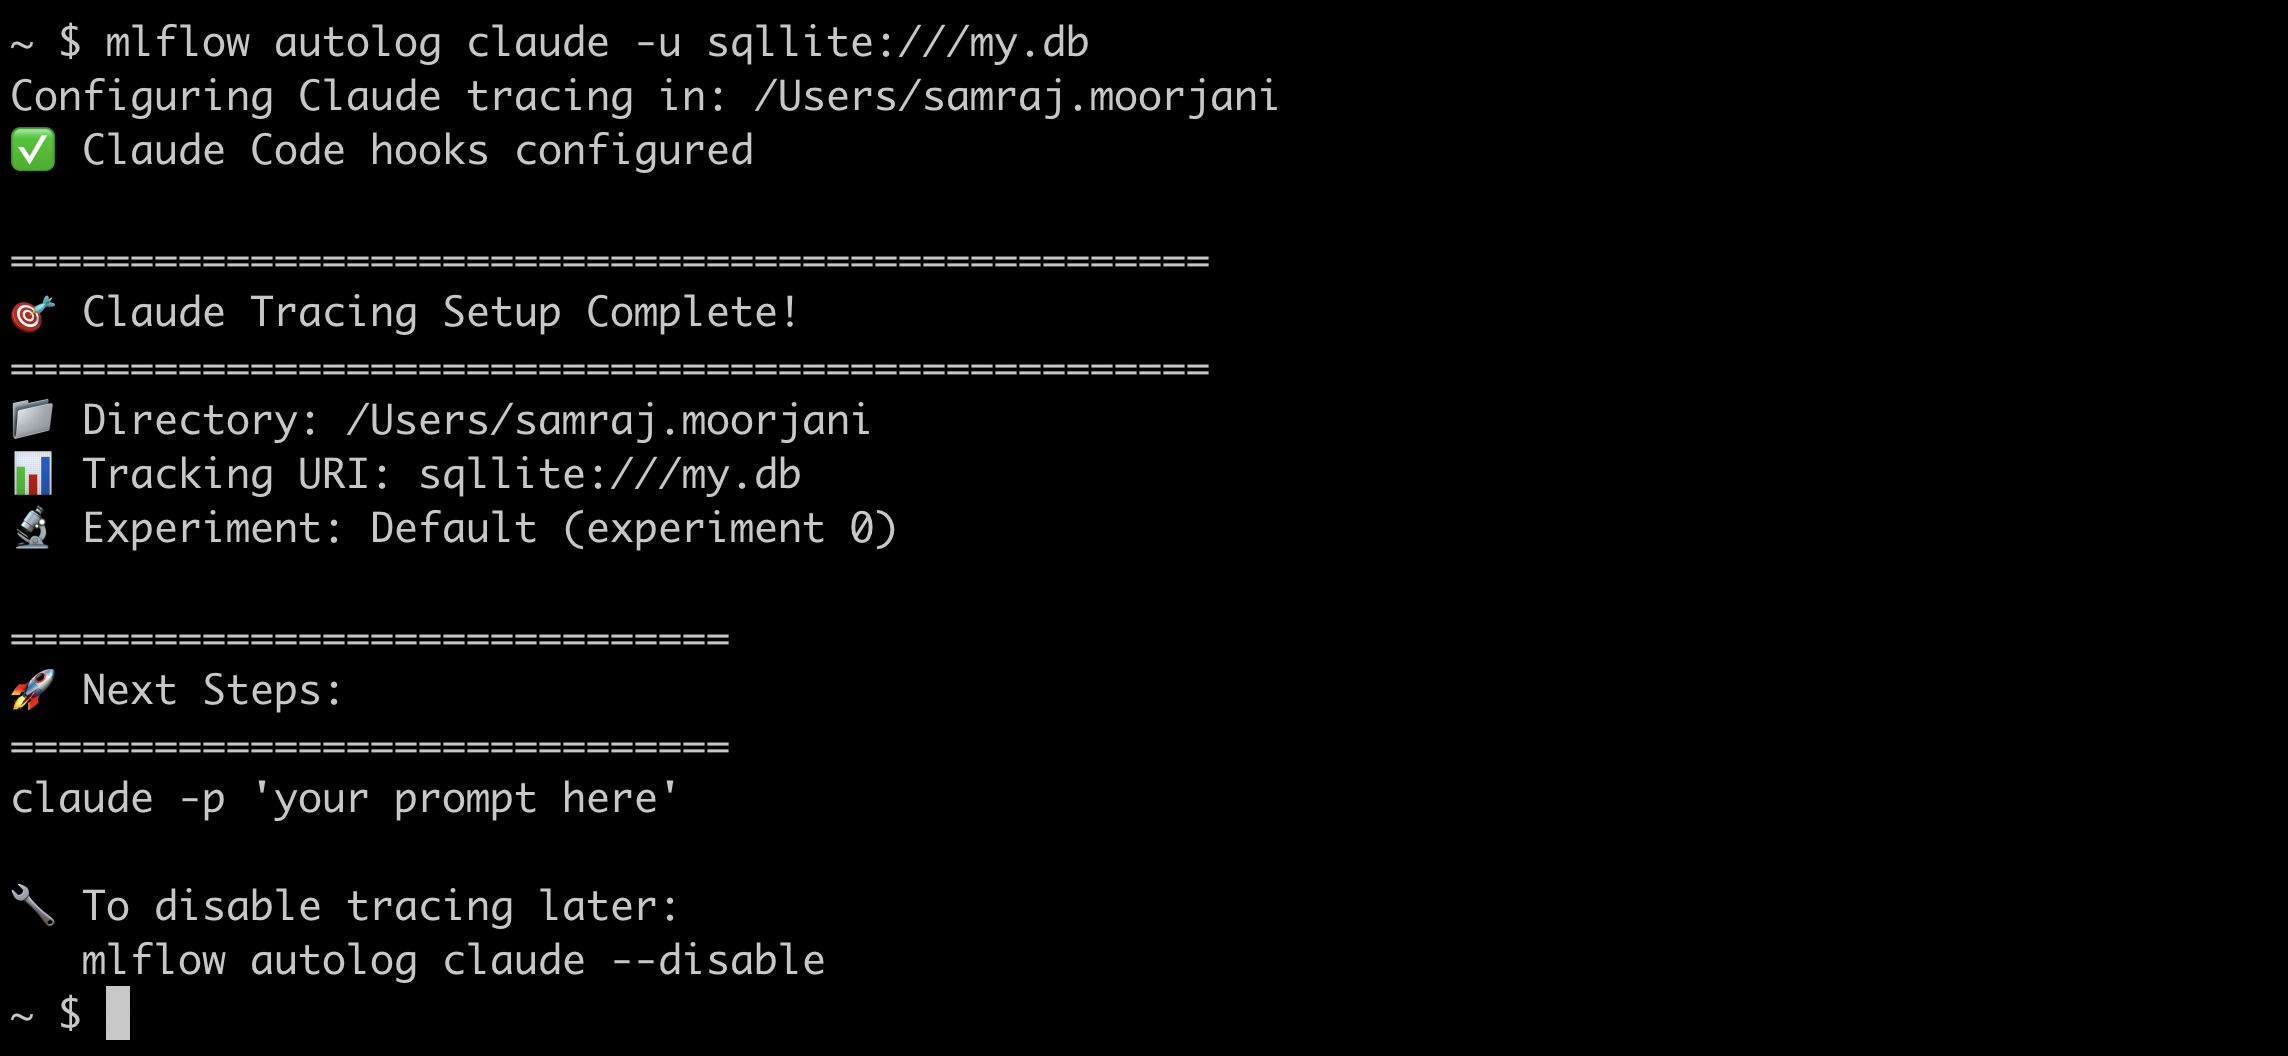 ~ $ mlflow autolog claude -u sqllite:///my.db
Configuring Claude tracing in: /Users/samraj.moorjani
✅ Claude Code hooks configured
==================================================
🎯 Claude Tracing Setup Complete!
==================================================
📁 Directory: /Users/samraj.moorjani
📊 Tracking URI: sqllite:///my.db
🔬 Experiment: Default (experiment 0)
==============================
🚀 Next Steps:
==============================
claude -p 'your prompt here'
🔧 To disable tracing later:
mlflow autolog claude --disable
~ $